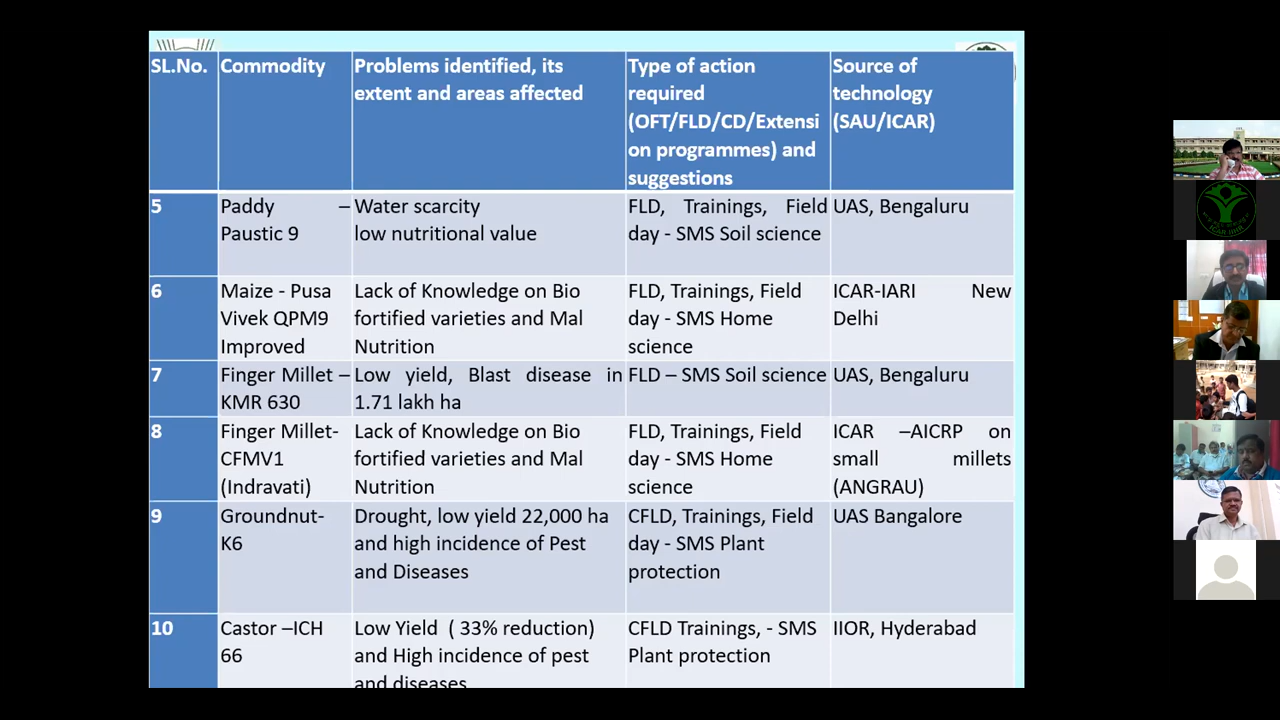 SL.No. Commodity Problems identified, its extent and areas affected Type of action required (OFT/FLD/CD/Extension programmes) and suggestions Source of technology (SAU/ICAR)
5 Paddy – Paustic 9 Water scarcity low nutritional value FLD, Trainings, Field day - SMS Soil science UAS, Bengaluru
6 Maize - Pusa Vivek QPM9 Improved Lack of Knowledge on Bio fortified varieties and Mal Nutrition FLD, Trainings, Field day - SMS Home science ICAR-IARI New Delhi
7 Finger Millet – KMR 630 Low yield, Blast disease in 1.71 lakh ha FLD – SMS Soil science UAS, Bengaluru
8 Finger Millet- CFMV1 (Indravati) Lack of Knowledge on Bio fortified varieties and Mal Nutrition FLD, Trainings, Field day - SMS Home science ICAR –AICRP on small millets (ANGRAU)
9 Groundnut- K6 Drought, low yield 22,000 ha and high incidence of Pest and Diseases CFLD, Trainings, Field day - SMS Plant protection UAS Bangalore
10 Castor –ICH 66 Low Yield ( 33% reduction) and High incidence of pest and diseases CFLD Trainings, - SMS Plant protection IIOR, Hyderabad
ICAR IIHR